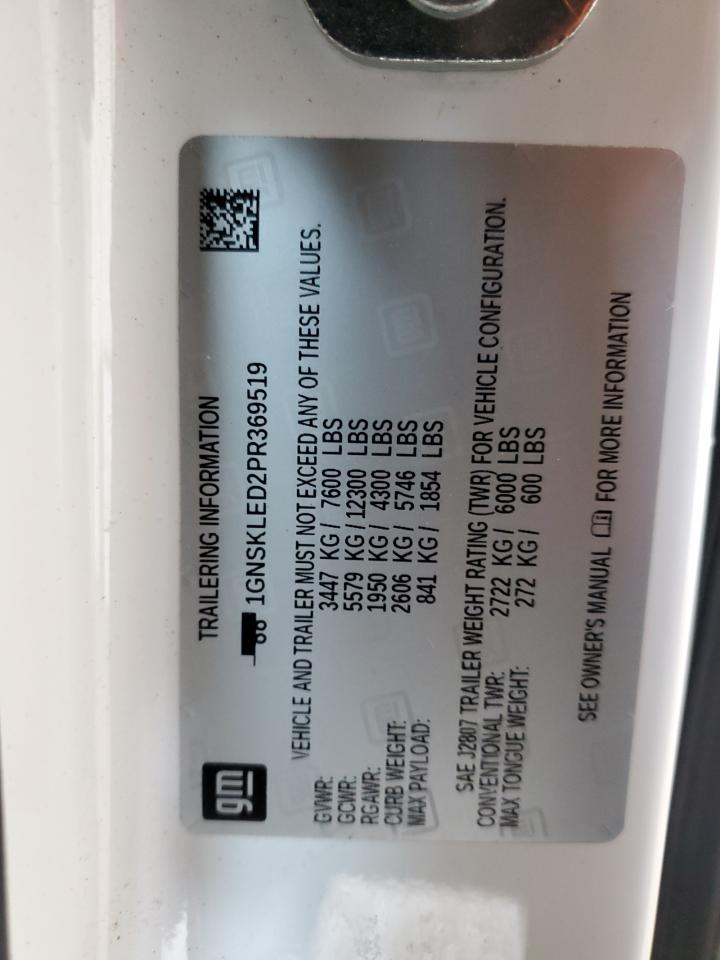 gm
TRAILERING INFORMATION
1GNSKLED2PR369519
VEHICLE AND TRAILER MUST NOT EXCEED ANY OF THESE VALUES.
GVWR: 3447 KG / 7600 LBS
GCWR: 5579 KG / 12300 LBS
RGAWR: 1950 KG / 4300 LBS
CURB WEIGHT: 2606 KG / 5746 LBS
MAX PAYLOAD: 841 KG / 1854 LBS
SAE J2807 TRAILER WEIGHT RATING (TWR) FOR VEHICLE CONFIGURATION.
CONVENTIONAL TWR: 2722 KG / 6000 LBS
MAX TONGUE WEIGHT: 272 KG / 600 LBS
SEE OWNER'S MANUAL FOR MORE INFORMATION